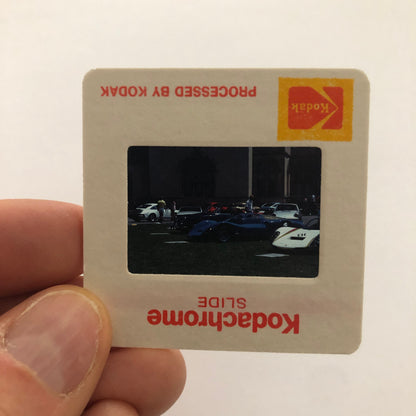 Kodachrome
SLIDE
Kodak
PROCESSED BY KODAK